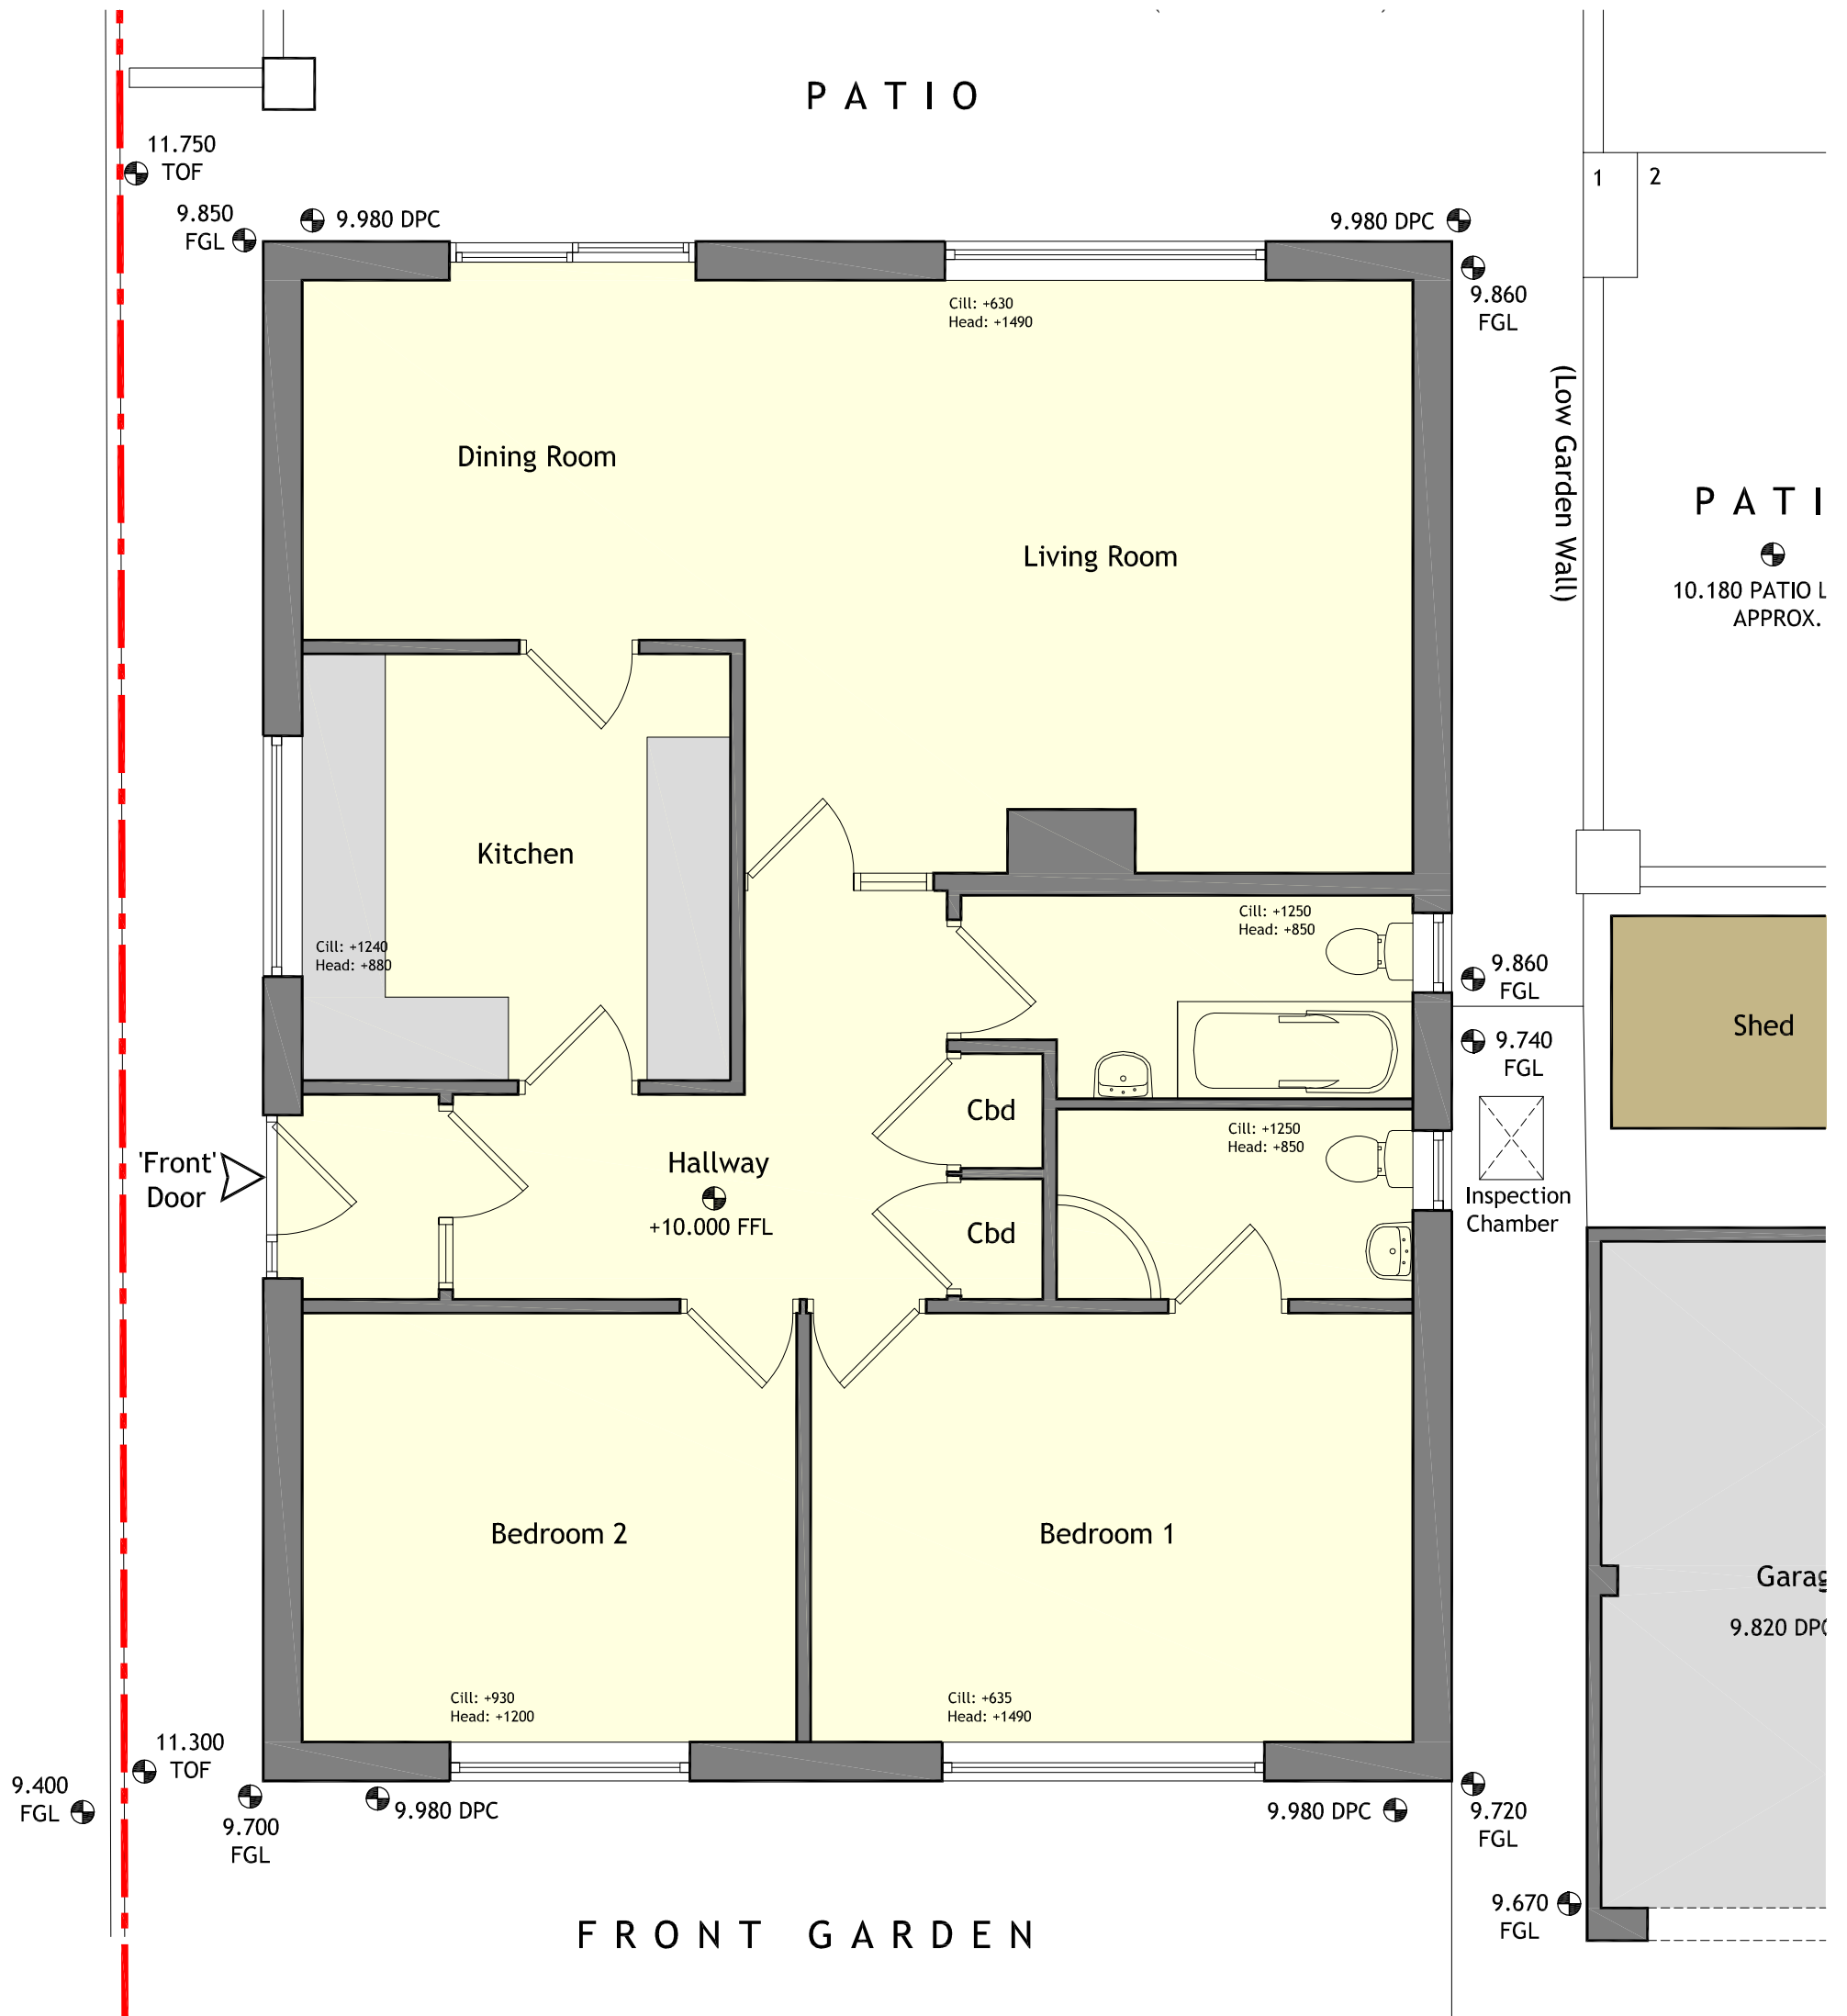 PATIO
11.750
TOF
1
2
9.850
FGL
9.980 DPC
9.980 DPC
9.860
FGL
Cill: +630
Head: +1490
(Low Garden Wall)
Dining Room
PATI
Living Room
10.180 PATIO L
APPROX.
Kitchen
Cill: +1240
Head: +880
Cill: +1250
Head: +850
9.860
FGL
Shed
9.740
FGL
Cbd
Cill: +1250
Head: +850
'Front'
Door
Hallway
+10.000 FFL
Cbd
Inspection
Chamber
Bedroom 2
Bedroom 1
Garag
9.820 DPC
Cill: +930
Head: +1200
Cill: +635
Head: +1490
11.300
TOF
9.400
FGL
9.700
FGL
9.980 DPC
9.980 DPC
9.720
FGL
9.670
FGL
FRONT GARDEN